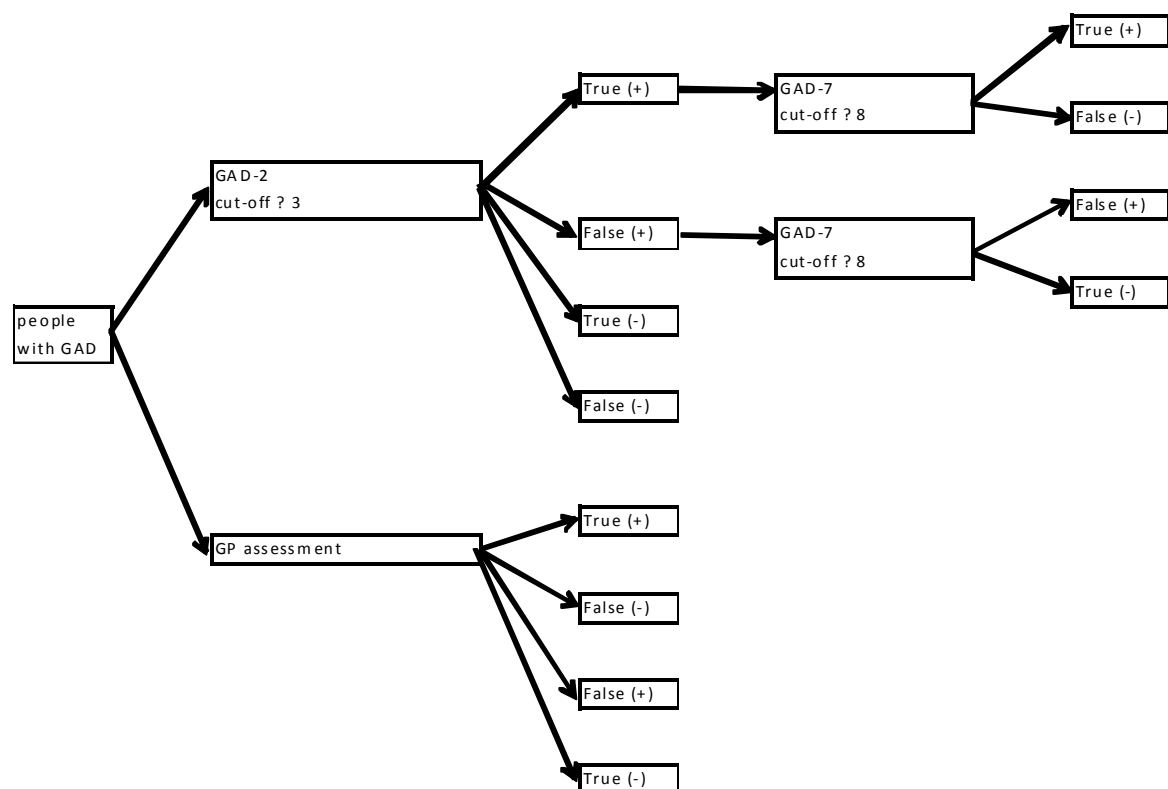 True (+)
True (+)
GAD-7
cut-off ? 8
False (-)
GAD-2
cut-off ? 3
False (+)
False (+)
GAD-7
cut-off ? 8
True (-)
people
with GAD
True (-)
False (-)
True (+)
GP assessment
False (-)
False (+)
True (-)